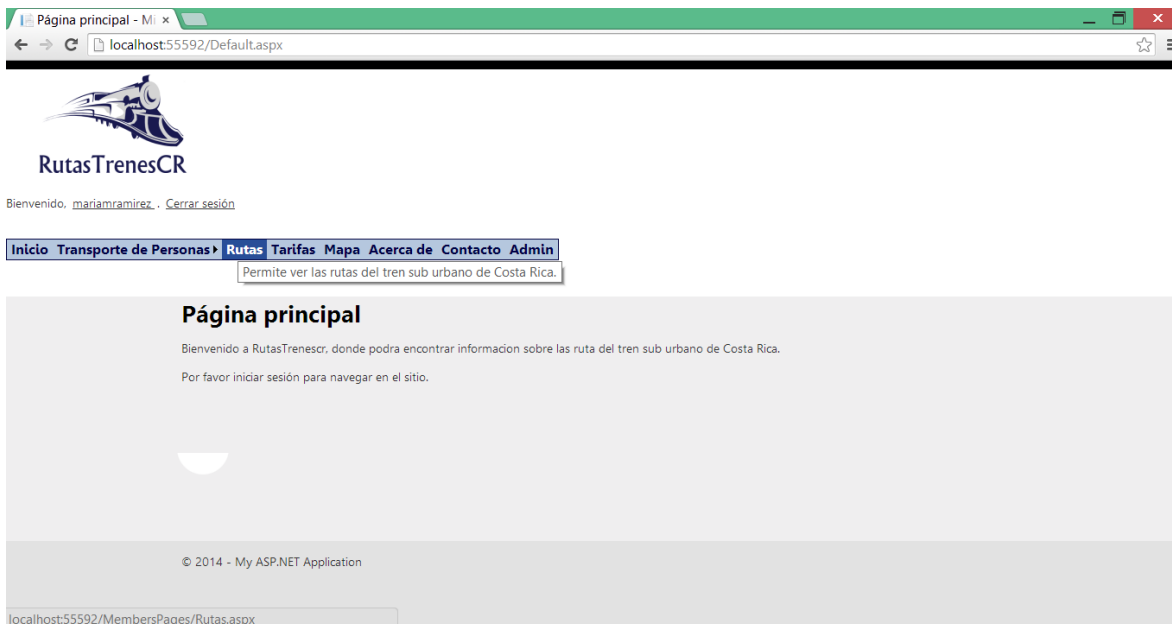 Página principal - Mi
localhost:55592/Default.aspx
RutasTrenesCR
Bienvenido, mariamramirez . Cerrar sesión
Inicio Transporte de Personas Rutas Tarifas Mapa Acerca de Contacto Admin
Permite ver las rutas del tren sub urbano de Costa Rica.
Página principal
Bienvenido a RutasTrenescr, donde podra encontrar informacion sobre las ruta del tren sub urbano de Costa Rica.
Por favor iniciar sesión para navegar en el sitio.
© 2014 - My ASP.NET Application
localhost:55592/MembersPages/Rutas.aspx